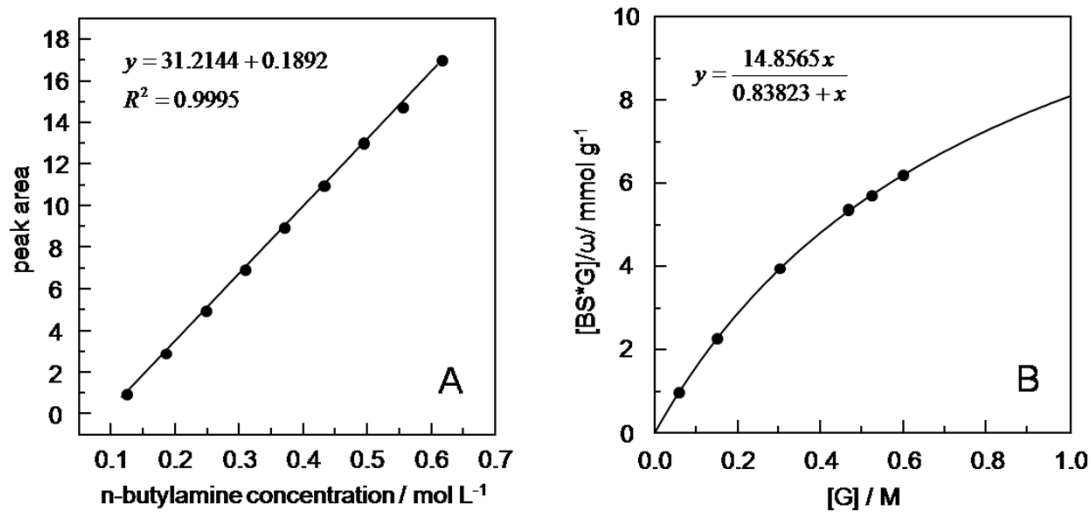 18
16
14
12
10
8
6
4
2
0
peak area
y = 31.2144 + 0.1892
R² = 0.9995
A
0.1 0.2 0.3 0.4 0.5 0.6 0.7
n-butylamine concentration / mol L⁻¹
10
8
6
4
2
0
[BS*G]/ω/ mmol g⁻¹
y = 14.8565x / 0.83823 + x
B
0.0 0.2 0.4 0.6 0.8 1.0
[G] / M